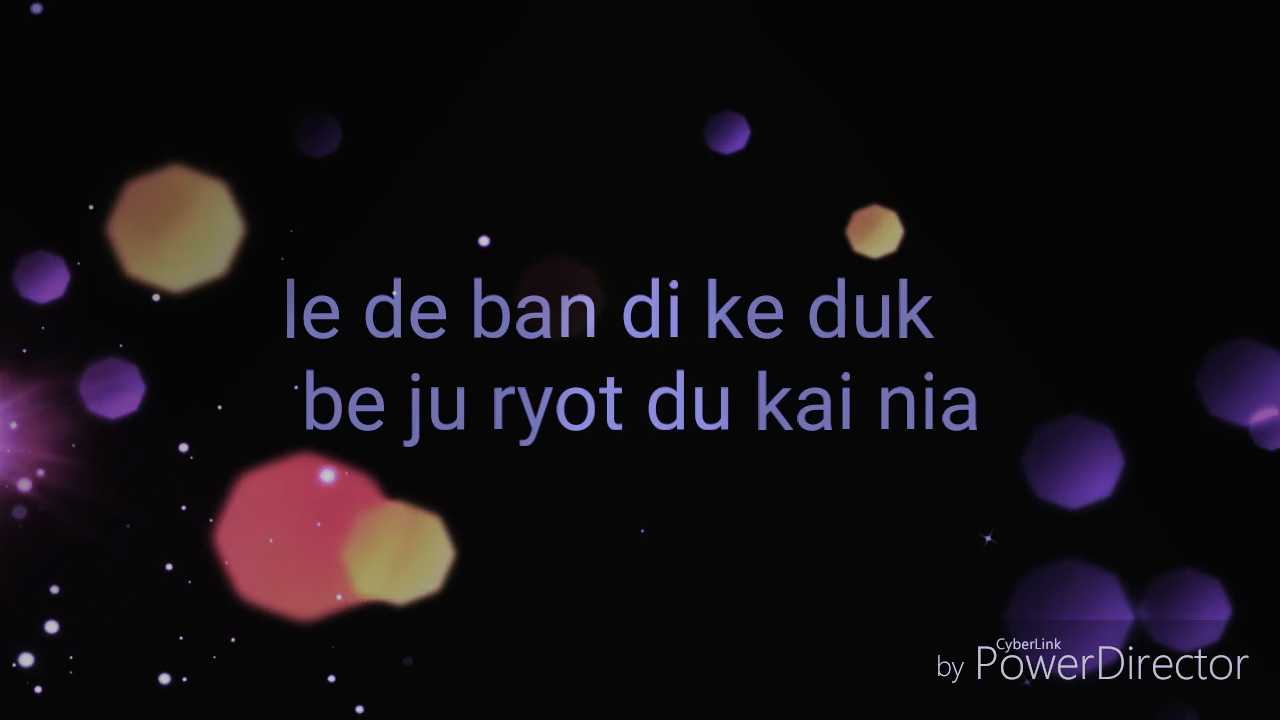 le de ban di ke duk
be ju ryot du kai nia
CyberLink
by PowerDirector